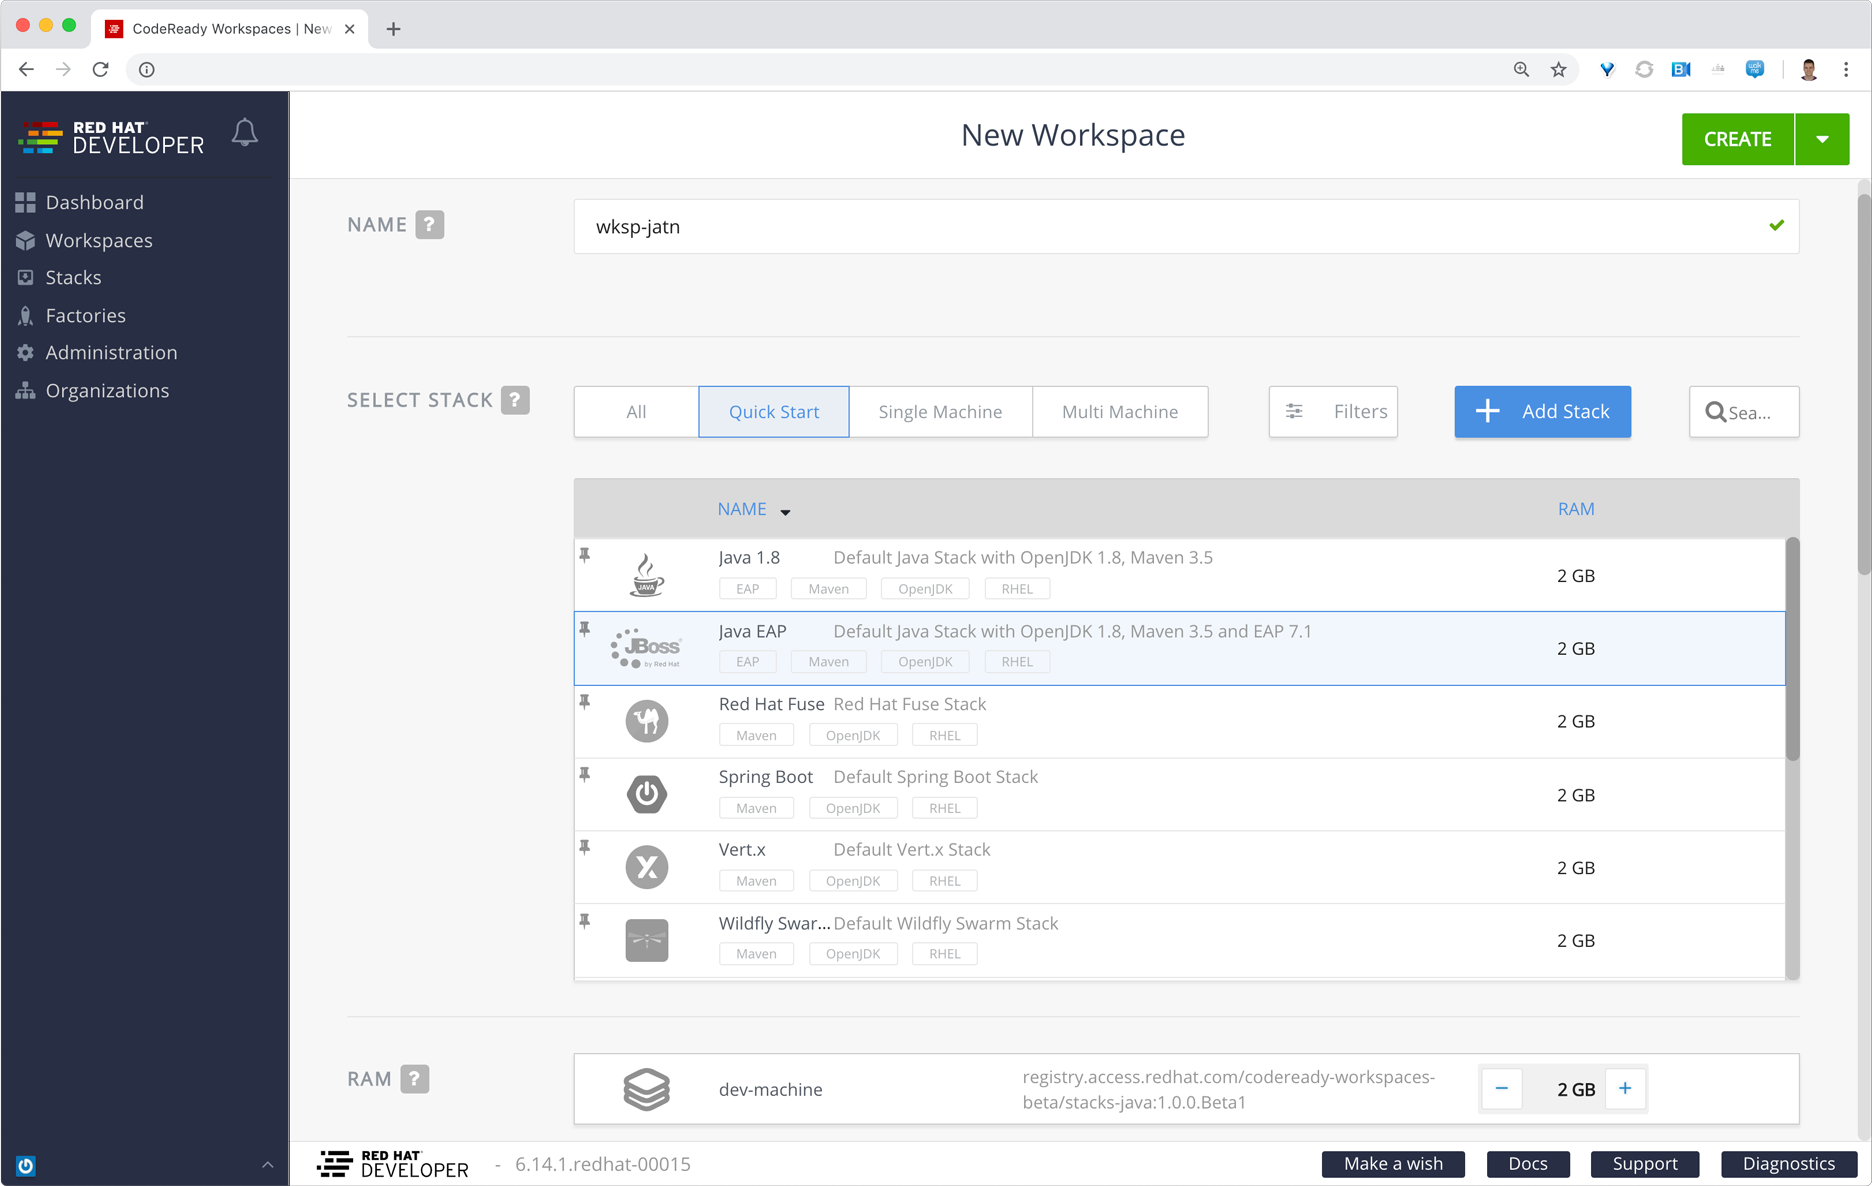 CodeReady Workspaces | New
RED HAT
DEVELOPER
New Workspace
CREATE
Dashboard
Workspaces
Stacks
Factories
Administration
Organizations
NAME ?
wksp-jatn
SELECT STACK ?
All
Quick Start
Single Machine
Multi Machine
Filters
Add Stack
Sea...
NAME
RAM
JAVA
Java 1.8
Default Java Stack with OpenJDK 1.8, Maven 3.5
EAP Maven OpenJDK RHEL
2 GB
JBoss
by Red Hat
Java EAP
Default Java Stack with OpenJDK 1.8, Maven 3.5 and EAP 7.1
EAP Maven OpenJDK RHEL
2 GB
Red Hat Fuse
Red Hat Fuse Stack
Maven OpenJDK RHEL
2 GB
Spring Boot
Default Spring Boot Stack
Maven OpenJDK RHEL
2 GB
Vert.x
Default Vert.x Stack
Maven OpenJDK RHEL
2 GB
Wildfly Swar...
Default Wildfly Swarm Stack
Maven OpenJDK RHEL
2 GB
RAM ?
dev-machine
registry.access.redhat.com/codeready-workspaces-
beta/stacks-java:1.0.0.Beta1
2 GB
RED HAT
DEVELOPER
- 6.14.1.redhat-00015
Make a wish
Docs
Support
Diagnostics